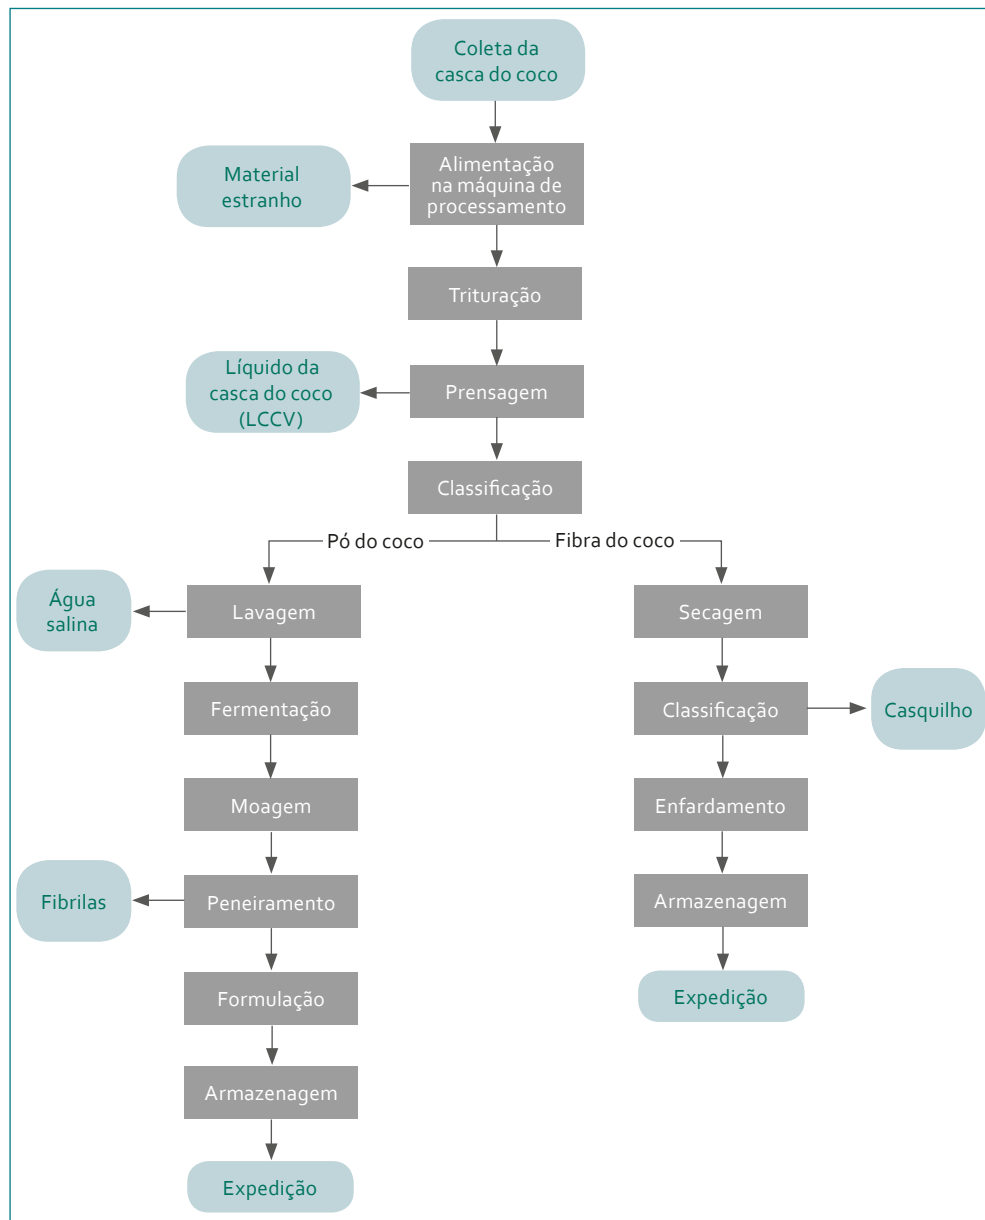 Coleta da
casca do coco
Alimentação
na máquina de
processamento
Material
estranho
Trituração
Líquido da
casca do coco
(LCCV)
Prensagem
Classificação
Pó do coco
Fibra do coco
Água
salina
Lavagem
Fermentação
Moagem
Fibrilas
Peneiramento
Formulação
Armazenagem
Expedição
Secagem
Classificação
Casquilho
Enfardamento
Armazenagem
Expedição